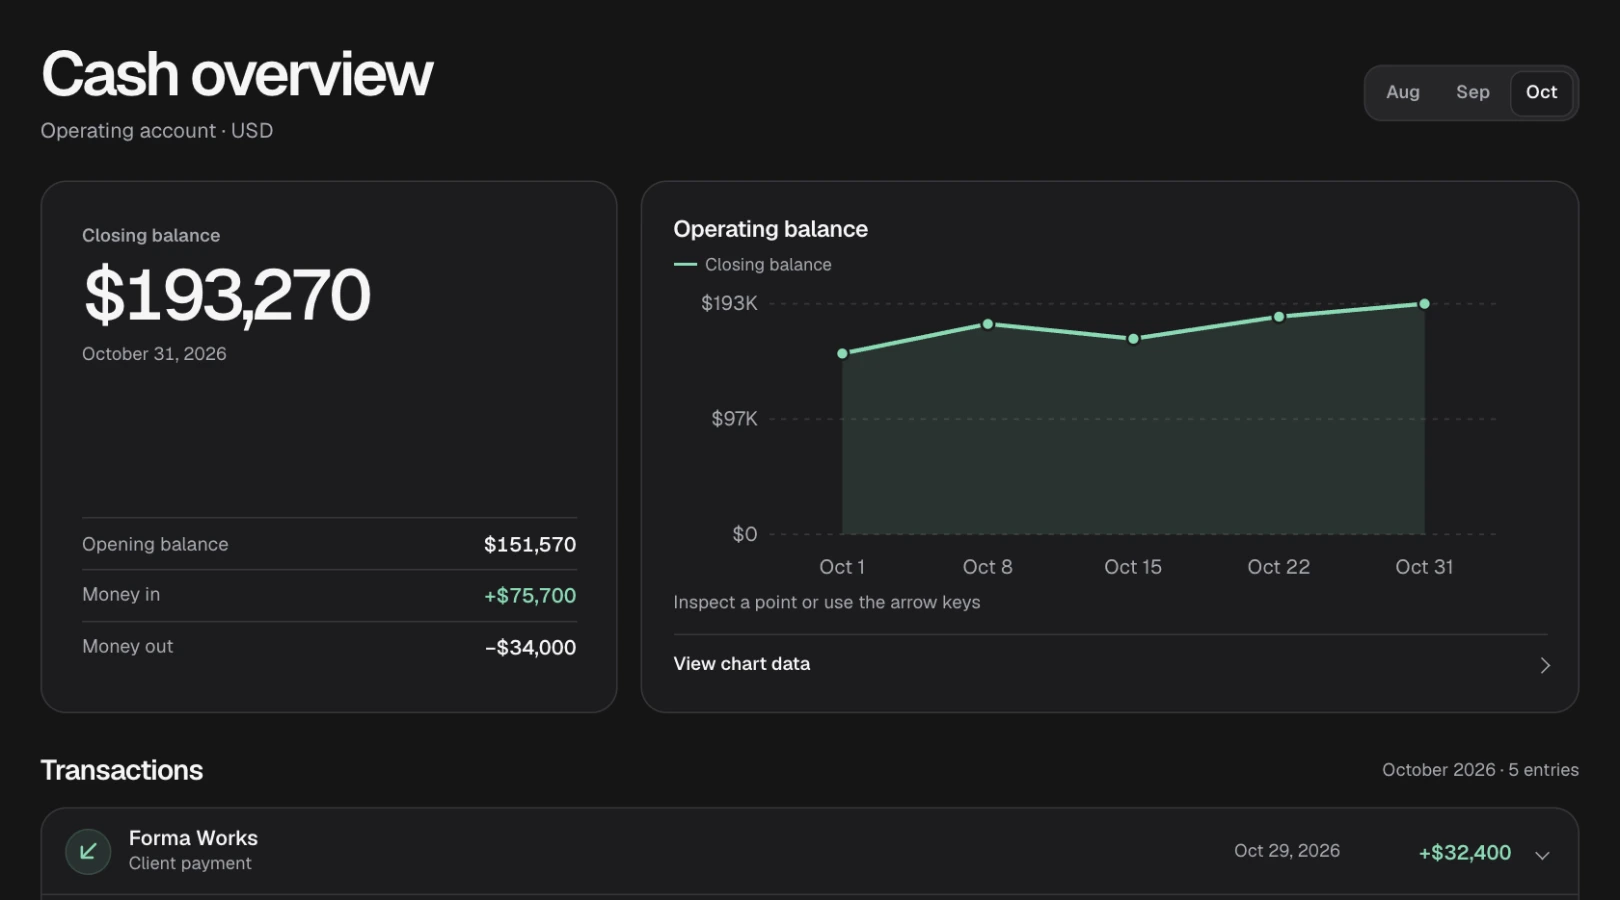 Cash overview
Operating account · USD
Aug Sep Oct
Closing balance
$193,270
October 31, 2026
Opening balance $151,570
Money in +$75,700
Money out −$34,000
Operating balance
Closing balance
$193K
$97K
$0
Oct 1 Oct 8 Oct 15 Oct 22 Oct 31
Inspect a point or use the arrow keys
View chart data
Transactions
October 2026 · 5 entries
Forma Works
Client payment
Oct 29, 2026 +$32,400